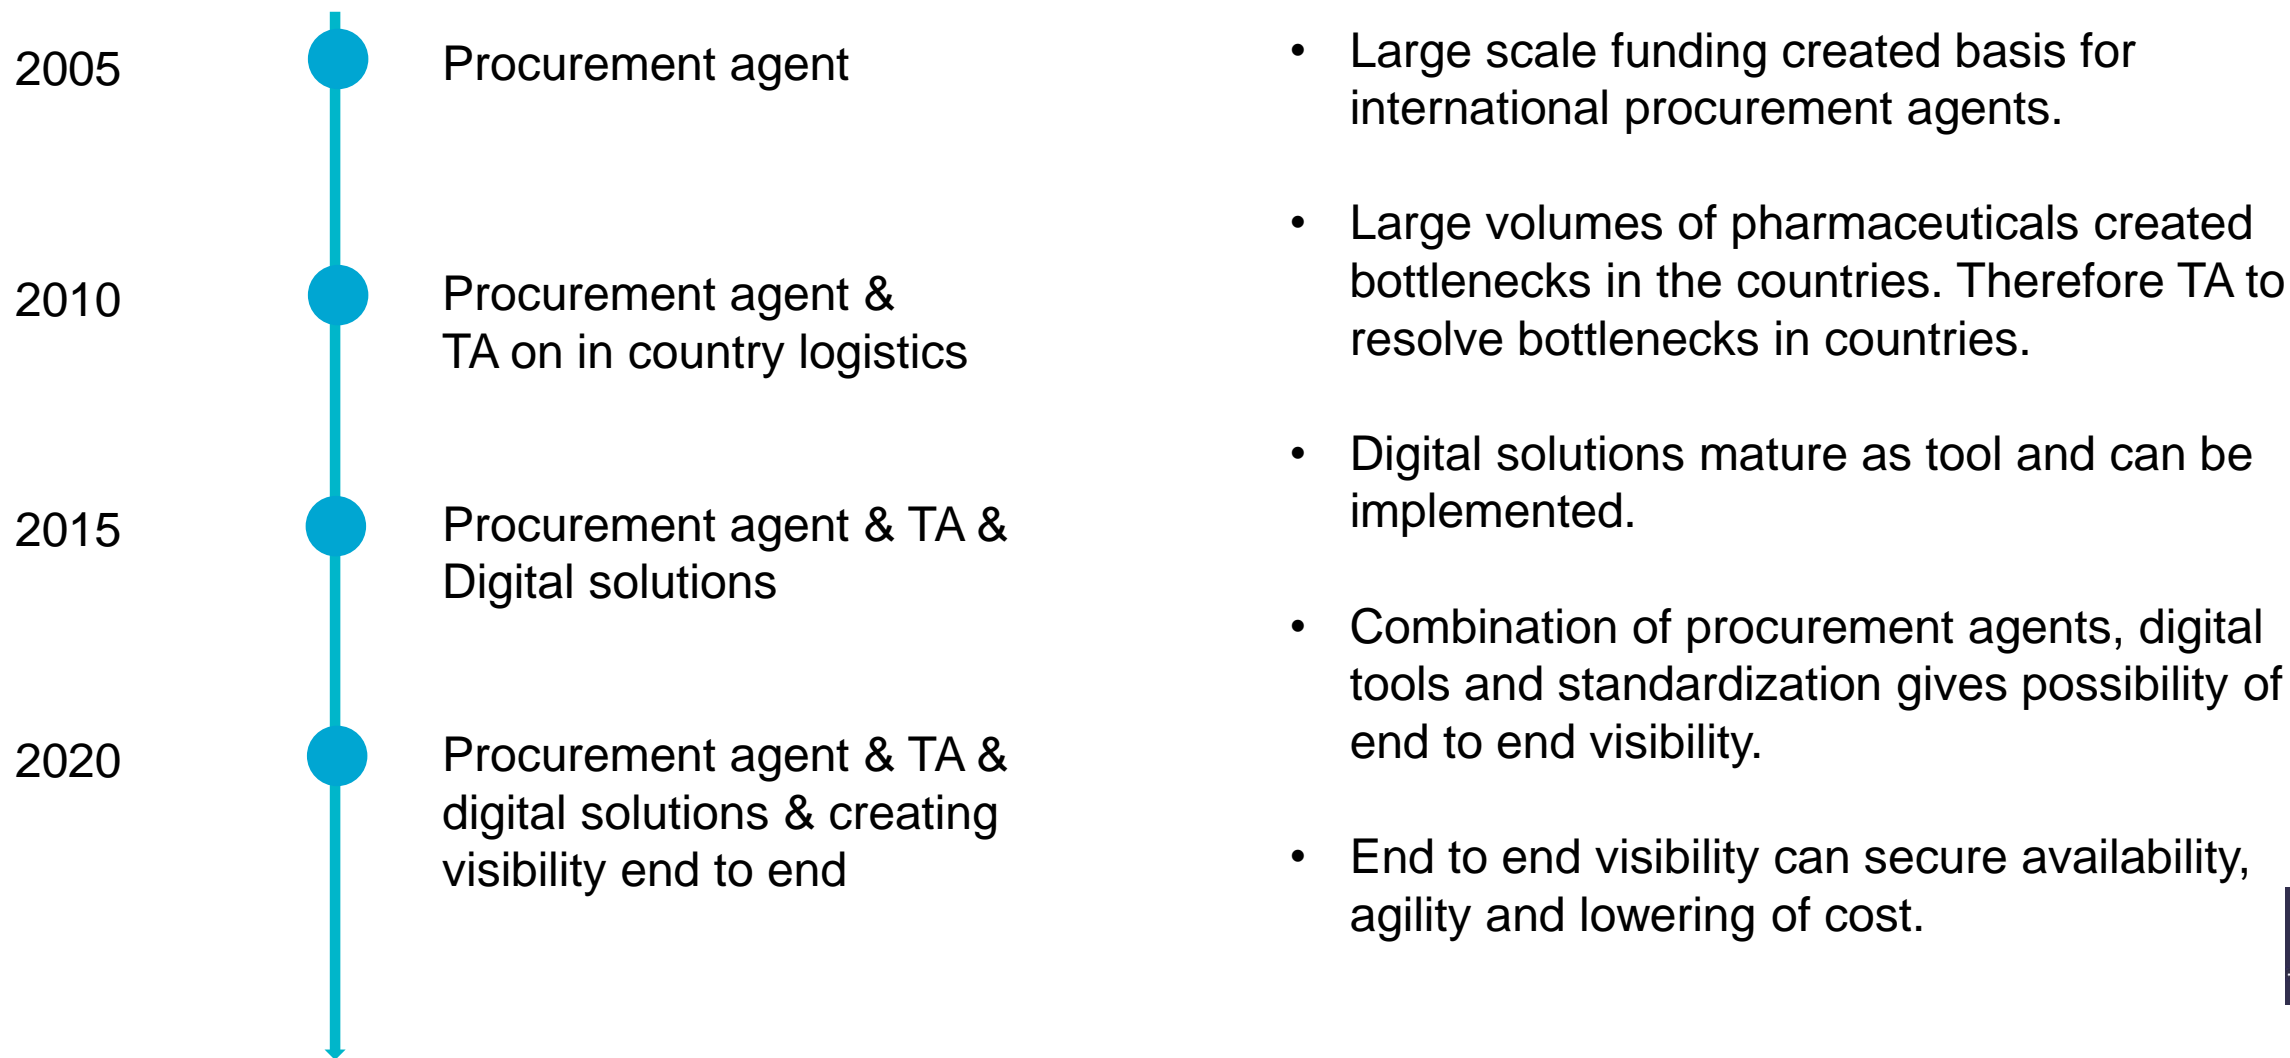 2005
Procurement agent
2010
Procurement agent &
TA on in country logistics
2015
Procurement agent & TA &
Digital solutions
2020
Procurement agent & TA &
digital solutions & creating
visibility end to end
• Large scale funding created basis for
international procurement agents.
• Large volumes of pharmaceuticals created
bottlenecks in the countries. Therefore TA to
resolve bottlenecks in countries.
• Digital solutions mature as tool and can be
implemented.
• Combination of procurement agents, digital
tools and standardization gives possibility of
end to end visibility.
• End to end visibility can secure availability,
agility and lowering of cost.